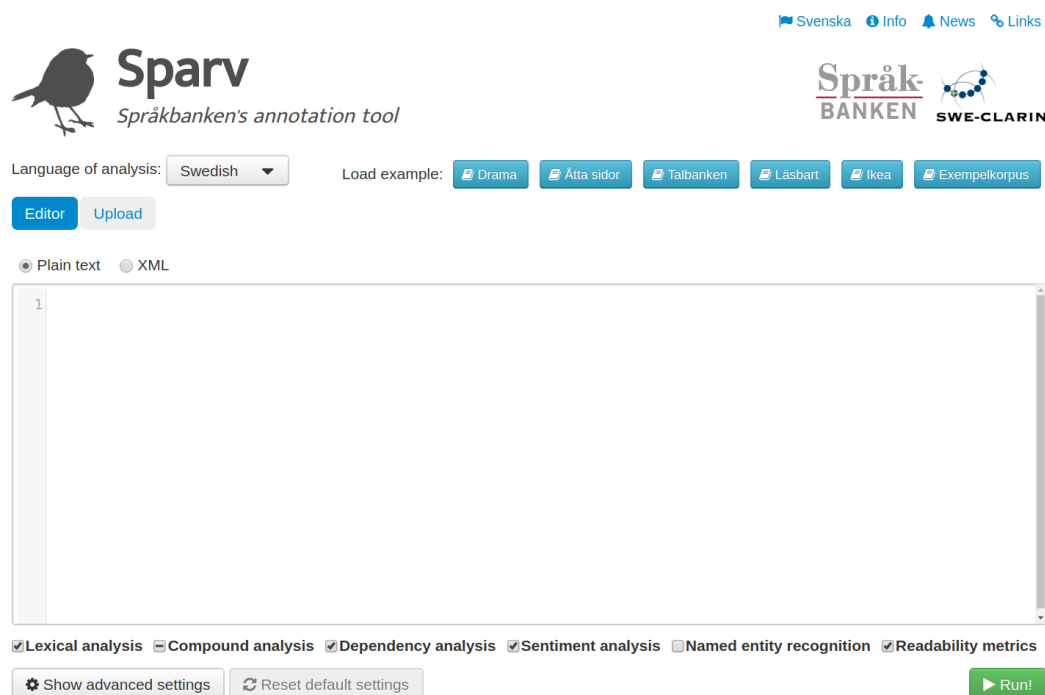 Svenska Info News Links
Sparv
Språkbanken's annotation tool
Språk-
BANKEN
SWE-CLARIN
Language of analysis: Swedish Load example: Drama Åtta sidor Talbanken Läsbart Ikea Exempelkorpus
Editor Upload
Plain text XML
1
Lexical analysis Compound analysis Dependency analysis Sentiment analysis Named entity recognition Readability metrics
Show advanced settings Reset default settings Run!